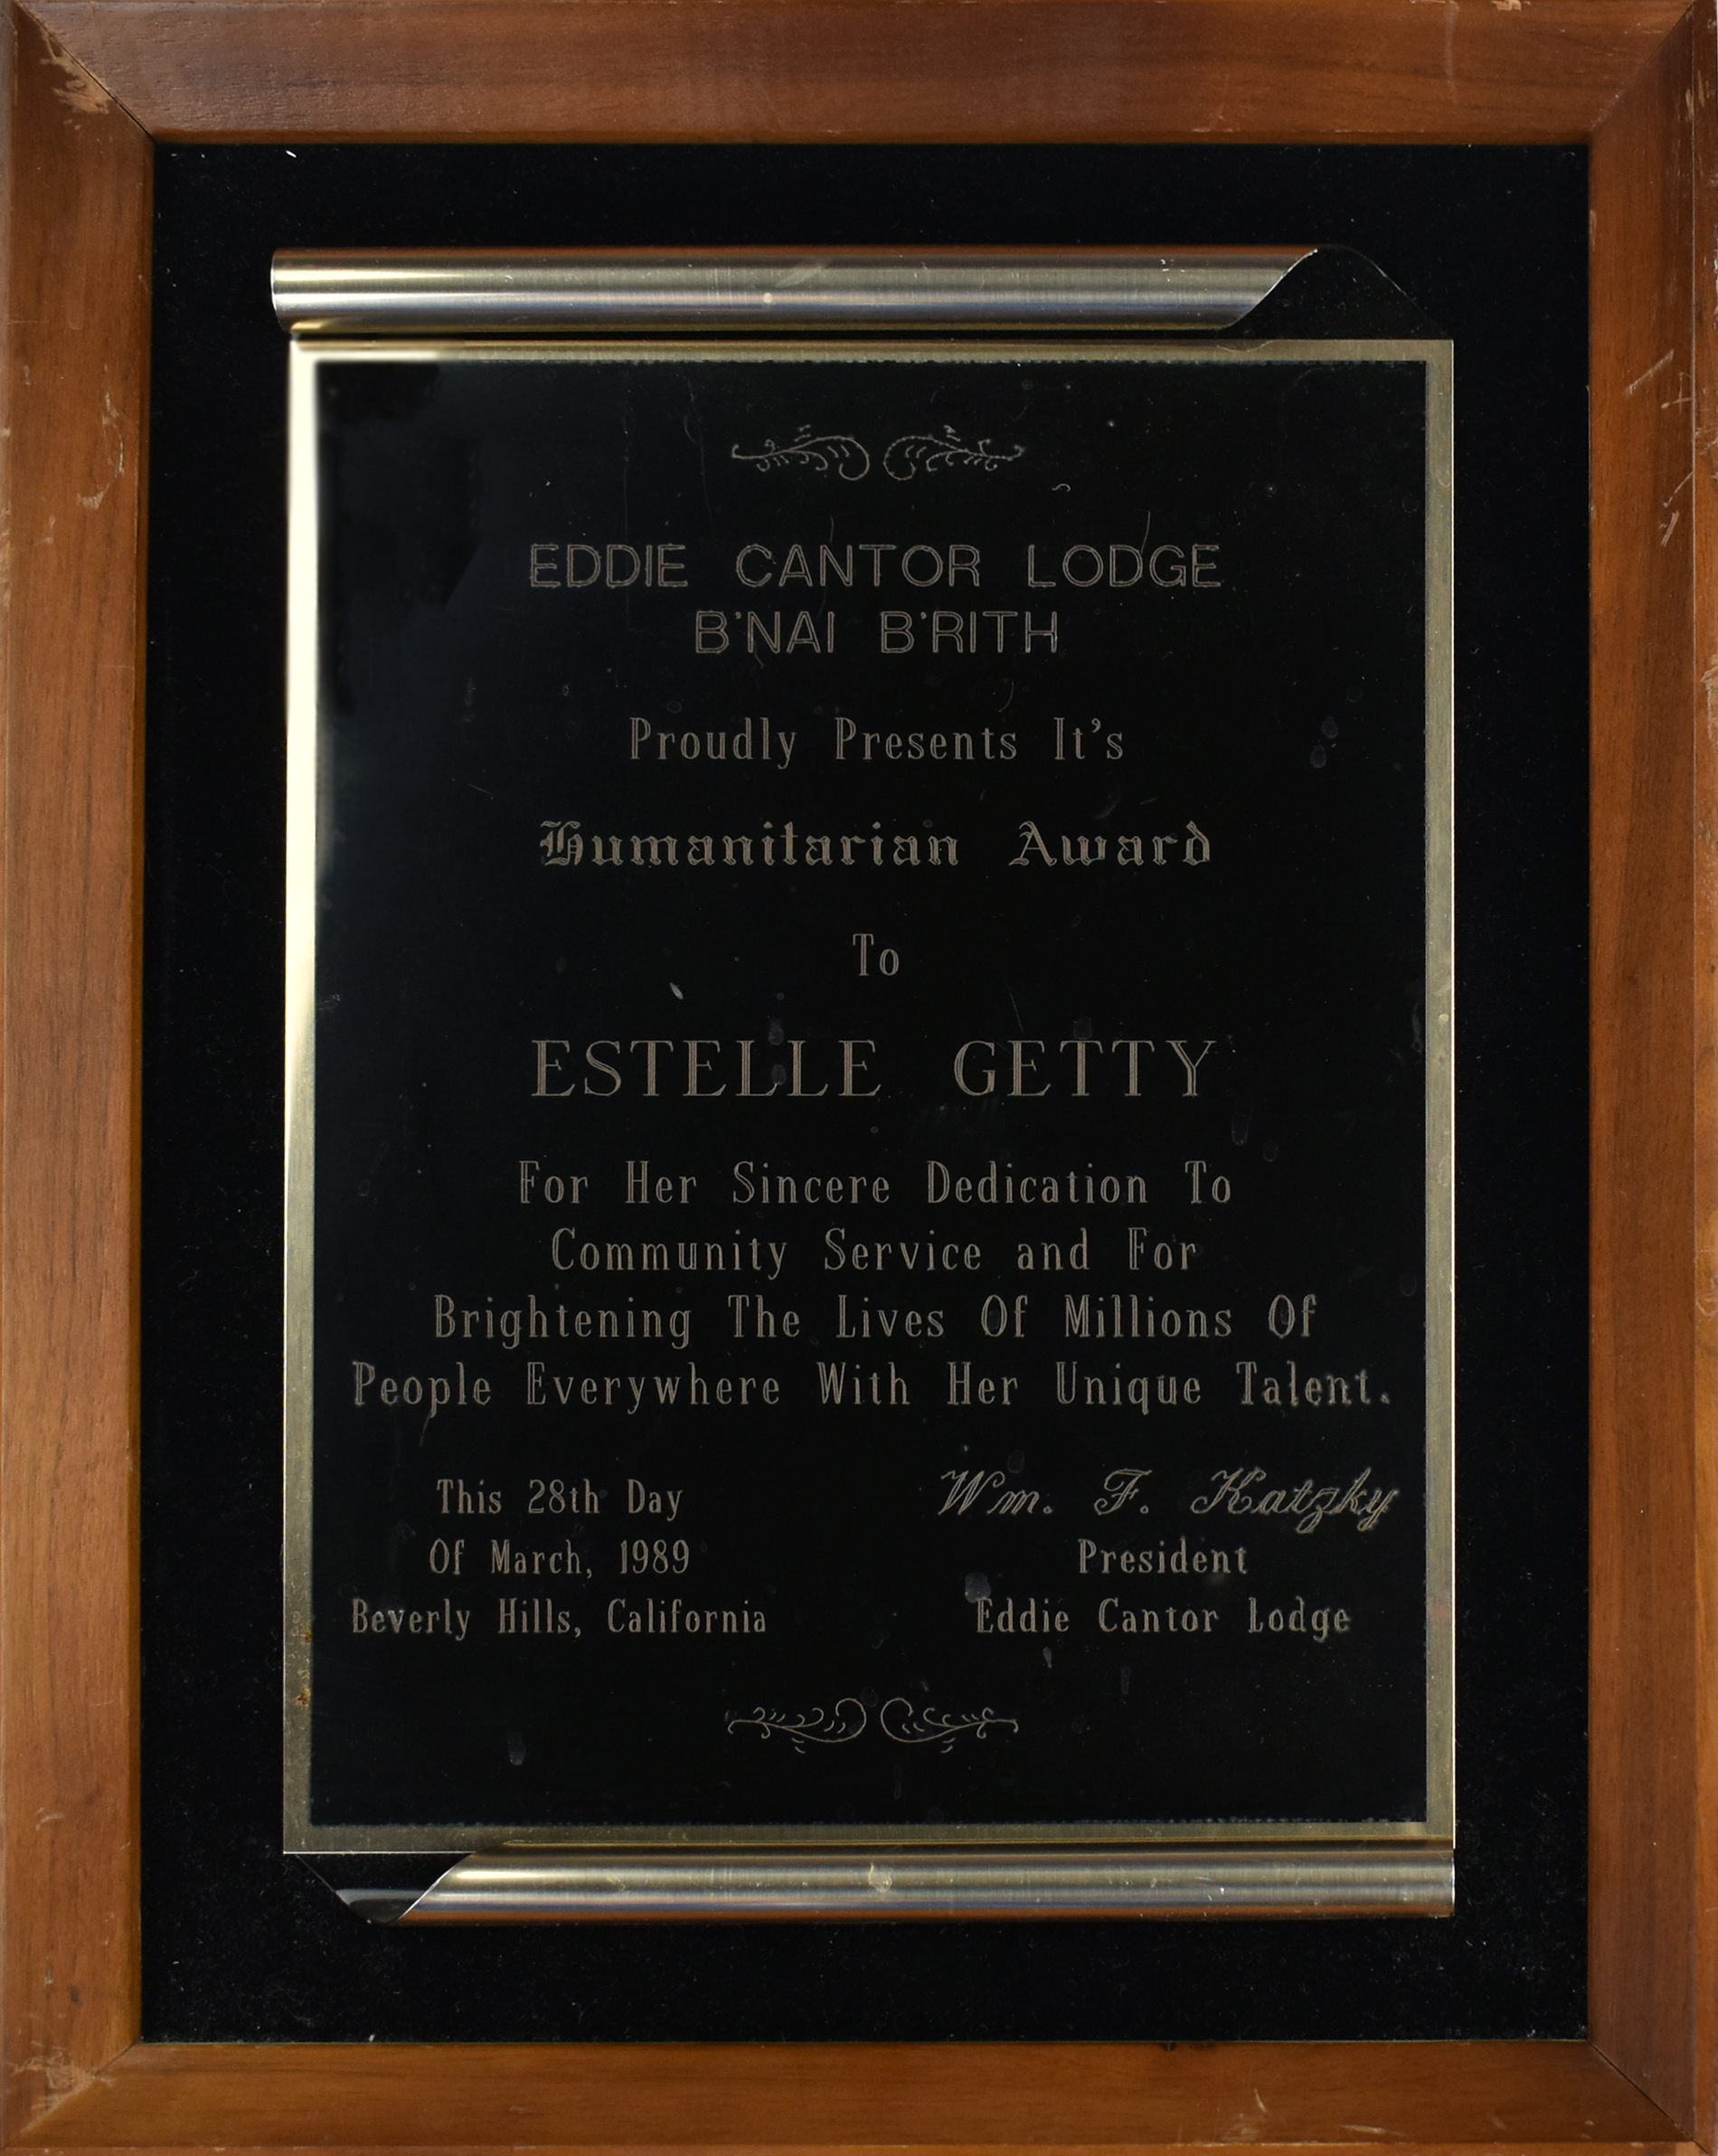 EDDIE CANTOR LODGE
B'NAI B'RITH
Proudly Presents It's
Humanitarian Award
To
ESTELLE GETTY
For Her Sincere Dedication To
Community Service and For
Brightening The Lives Of Millions Of
People Everywhere With Her Unique Talent.
This 28th Day
Of March, 1989
Beverly Hills, California
Wm. F. Katzky
President
Eddie Cantor Lodge